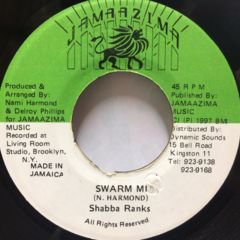 JAMAAZIMA
Produced &
Arranged by:
Nami Harmond
& Delroy Phillips
for JAMAAZIMA
MUSIC
Recorded at
Living Room
Studio, Brooklyn,
N.Y.
MADE IN
JAMAICA
45 RPM
Published by:
JAMAAZIMA
MUSIC
1997 BMI
Distributed by:
Dynamic Sounds
15 Bell Road
Kingston 11
Tel: 923-9138
923-9168
SWARM
(N. HARMOND)
Shabba Ranks
All Rights Reserved